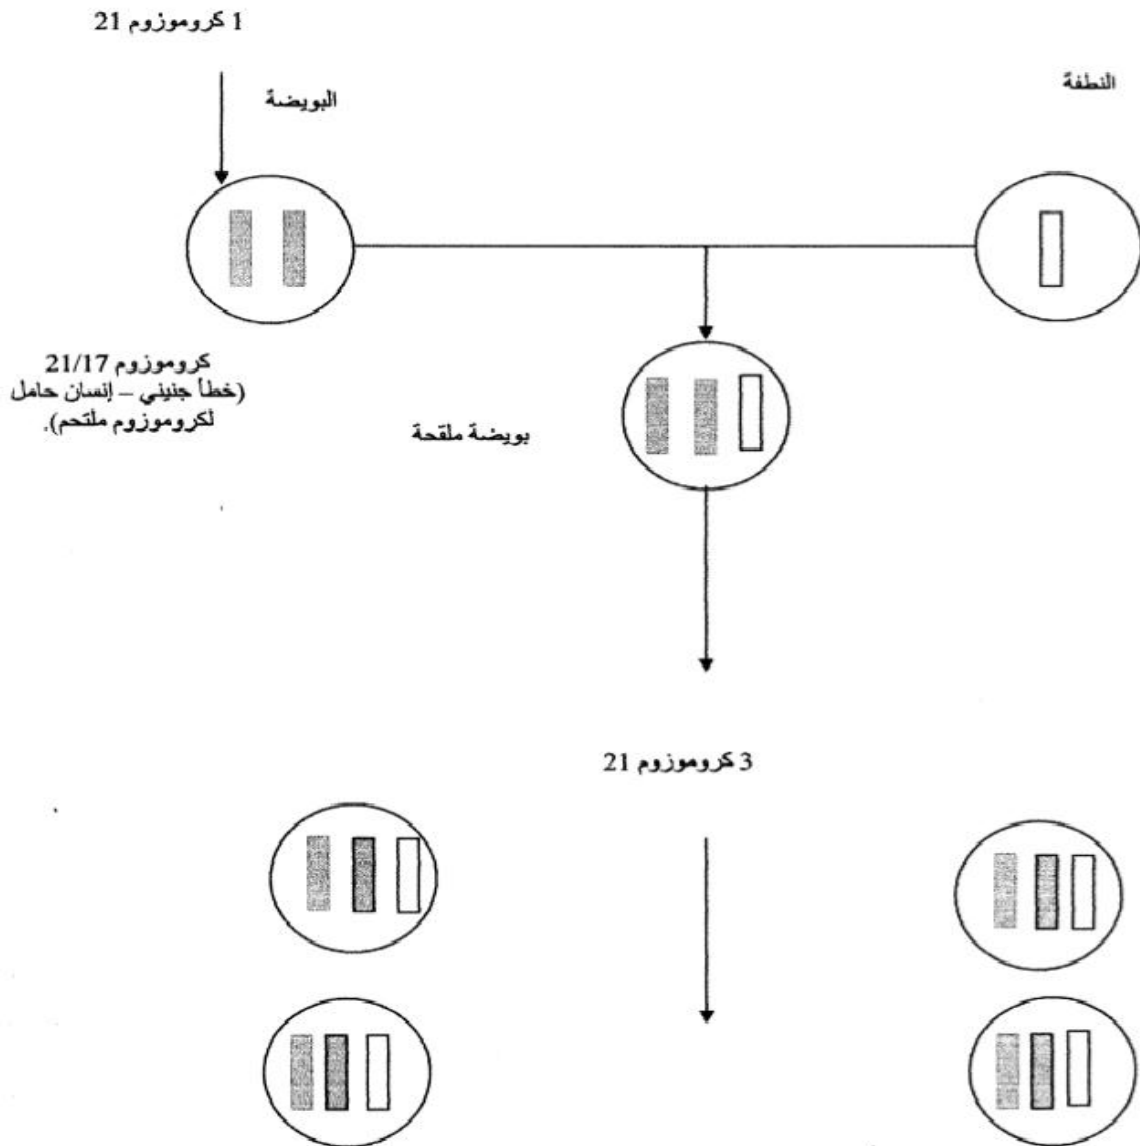 1 كروموزوم 21
النطفة
البويضة
كروموزوم 21/17
(خطأ جنيني – إنسان حامل
لكروموزوم ملتحم).
بويضة ملقحة
3 كروموزوم 21